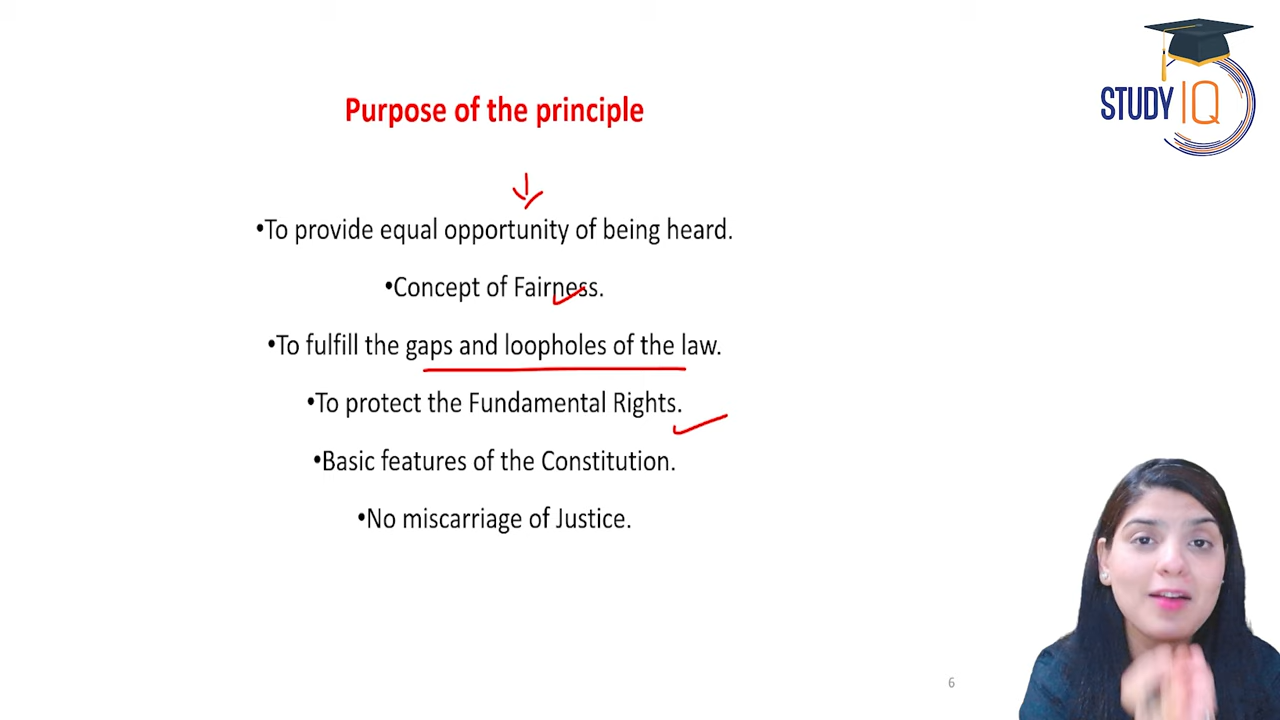 STUDY IQ
Purpose of the principle
•To provide equal opportunity of being heard.
•Concept of Fairness.
•To fulfill the gaps and loopholes of the law.
•To protect the Fundamental Rights.
•Basic features of the Constitution.
•No miscarriage of Justice.
6